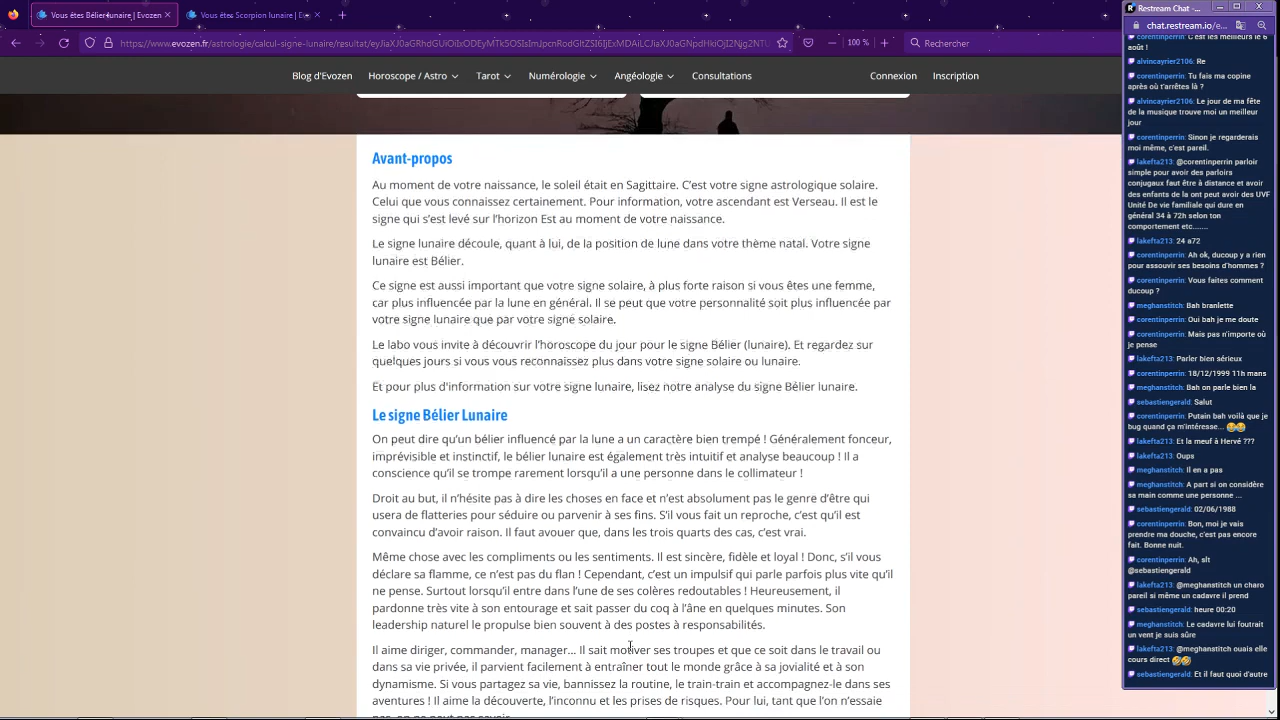 Vous êtes Bélier lunaire | Evozen
Vous êtes Scorpion lunaire | Evo
https://www.evozen.fr/astrologie/calcul-signe-lunaire/resultat/
100 %
Rechercher
Blog d'Evozen
Horoscope / Astro
Tarot
Numérologie
Angéologie
Consultations
Connexion
Inscription
Avant-propos
Au moment de votre naissance, le soleil était en Sagittaire. C’est votre signe astrologique solaire.
Celui que vous connaissez certainement. Pour information, votre ascendant est Verseau. Il est le
signe qui s’est levé sur l’horizon Est au moment de votre naissance.
Le signe lunaire découle, quant à lui, de la position de lune dans votre thème natal. Votre signe
lunaire est Bélier.
Ce signe est aussi important que votre signe solaire, à plus forte raison si vous êtes une femme,
car plus influencée par la lune en général. Il se peut que votre personnalité soit plus influencée par
votre signe lunaire que par votre signe solaire.
Le labo vous invite à découvrir l’horoscope du jour pour le signe Bélier (lunaire). Et regardez sur
quelques jours si vous vous reconnaissez plus dans votre signe solaire ou lunaire.
Et pour plus d'information sur votre signe lunaire, lisez notre analyse du signe Bélier lunaire.
Le signe Bélier Lunaire
On peut dire qu’un bélier influencé par la lune a un caractère bien trempé ! Généralement fonceur,
imprévisible et instinctif, le bélier lunaire est également très intuitif et analyse beaucoup ! Il a
conscience qu’il se trompe rarement lorsqu’il a une personne dans le collimateur !
Droit au but, il n’hésite pas à dire les choses en face et n’est absolument pas le genre d’être qui
usera de flatteries pour séduire ou parvenir à ses fins. S’il vous fait un reproche, c’est qu’il est
convaincu d’avoir raison. Il faut avouer que, dans les trois quarts des cas, c’est vrai.
Même chose pour les compliments ou les sentiments. Il est sincère, fidèle et loyal ! Donc, s’il vous
déclare sa flamme, ce n’est pas du flan ! Cependant, c’est un impulsif qui parle parfois plus vite qu’il
ne pense. Surtout lorsqu’il entre dans l’une de ses colères redoutables ! Heureusement, il
pardonne très vite à son entourage et sait passer du coq à l’âne en quelques minutes. Son
leadership naturel le propulse bien souvent à des postes à responsabilités.
Il aime diriger, commander, manager… Il sait motiver ses troupes et que ce soit dans le travail ou
dans sa vie privée, il parvient facilement à entraîner tout le monde grâce à sa jovialité et à son
dynamisme. Si vous partagez sa vie, bannissez la routine, le train train et accompagnez-le dans ses
aventures ! Il aime la découverte, l’inconnu et les prises de risques. Pour lui, tant que l’on n’essaie
pas, on ne peut pas savoir.
Restream Chat -...
chat.restream.io/e…
corentinperrin: C'est les meilleurs le 6
août !
alvincayrier2106: Re
corentinperrin: Tu fais ma copine
après où t'arrêtes là ?
alvincayrier2106: Le jour de ma fête
de la musique trouve moi un meilleur
jour
corentinperrin: Sinon je regarderais
moi même, c'est pareil.
lakefta213: @corentinperrin parloir
simple pour avoir des parloirs
conjugaux faut être à distance et avoir
des enfants de la ont peut avoir des UVF
Unité De vie familiale qui dure en
général 34 à 72h selon ton
comportement etc.......
lakefta213: 24 a72
corentinperrin: Ah ok, ducoup y a rien
pour assouvir ses besoins d'hommes ?
corentinperrin: Vous faites comment
ducoup ?
meghanstitch: Bah branlette
corentinperrin: Oui bah je me doute
corentinperrin: Mais pas n'importe où
je pense
lakefta213: Parler bien sérieux
corentinperrin: 18/12/1999 11h mans
meghanstitch: Bah on parle bien la
sebastiengerald: Salut
corentinperrin: Putain bah voilà que je
bug quand ça m'intéresse... 😂😂
lakefta213: Et la meuf à Hervé ???
lakefta213: Oups
meghanstitch: Il en a pas
meghanstitch: A part si on considère
sa main comme une personne ...
sebastiengerald: 02/06/1988
corentinperrin: Bon, moi je vais
prendre ma douche, c'est pas encore
fait. Bonne nuit.
corentinperrin: Ah, slt
@sebastiengerald
lakefta213: @meghanstitch un charo
pareil si même un cadavre il prend
sebastiengerald: heure 00:20
meghanstitch: Le cadavre lui foutrait
un vent je suis sûre
lakefta213: @meghanstitch ouais elle
cours direct 🤣🤣
sebastiengerald: Et il faut quoi d'autre